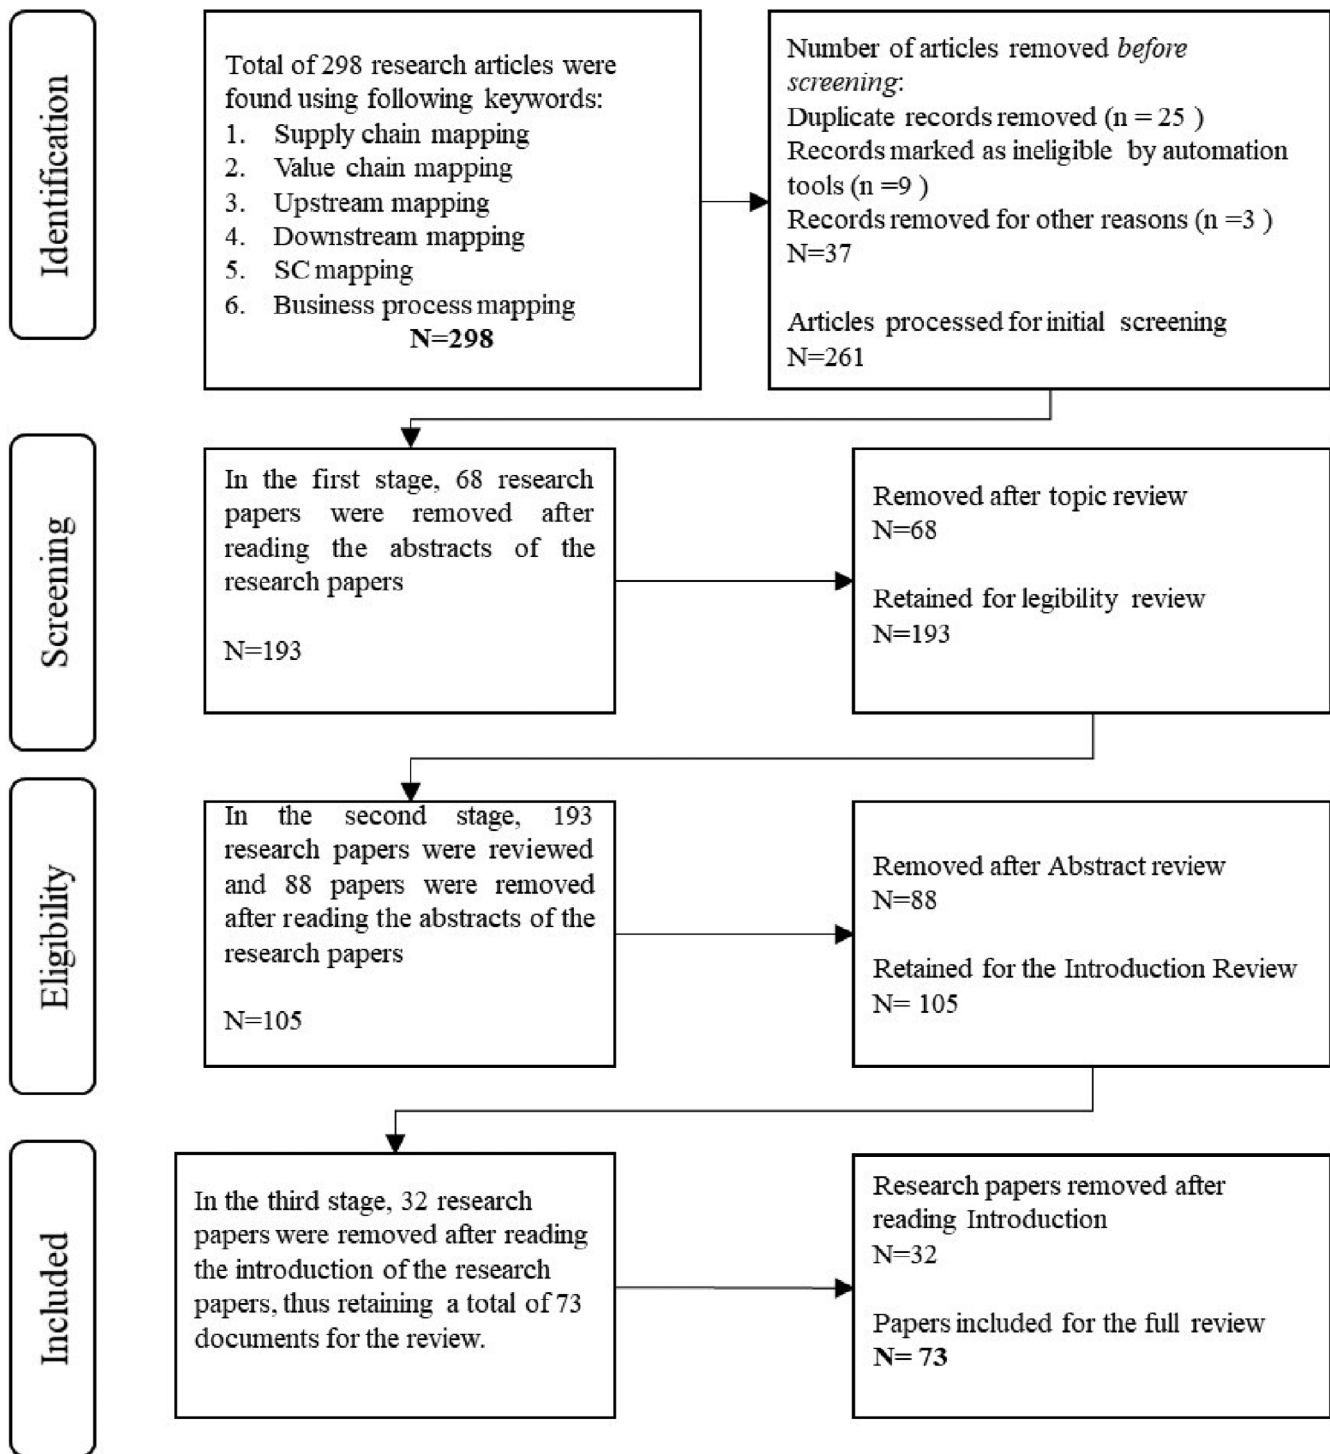 Identification
Total of 298 research articles were
found using following keywords:
1. Supply chain mapping
2. Value chain mapping
3. Upstream mapping
4. Downstream mapping
5. SC mapping
6. Business process mapping
N=298
Number of articles removed before
screening:
Duplicate records removed (n = 25 )
Records marked as ineligible by automation
tools (n =9 )
Records removed for other reasons (n =3 )
N=37
Articles processed for initial screening
N=261
Screening
In the first stage, 68 research
papers were removed after
reading the abstracts of the
research papers
N=193
Removed after topic review
N=68
Retained for legibility review
N=193
Eligibility
In the second stage, 193
research papers were reviewed
and 88 papers were removed
after reading the abstracts of the
research papers
N=105
Removed after Abstract review
N=88
Retained for the Introduction Review
N= 105
Included
In the third stage, 32 research
papers were removed after reading
the introduction of the research
papers, thus retaining a total of 73
documents for the review.
Research papers removed after
reading Introduction
N=32
Papers included for the full review
N= 73